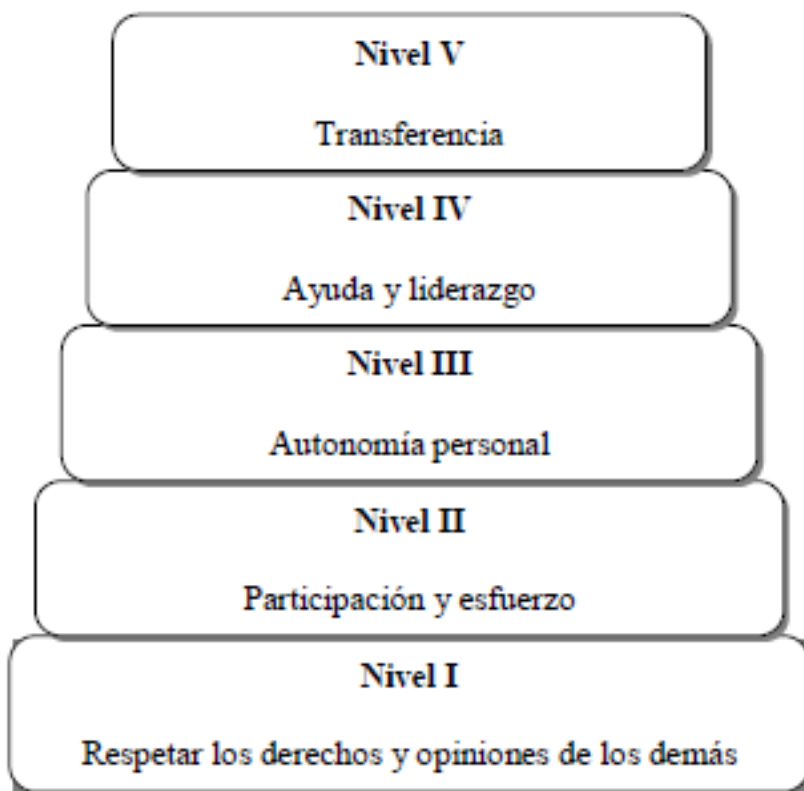 Nivel V
Transferencia
Nivel IV
Ayuda y liderazgo
Nivel III
Autonomía personal
Nivel II
Participación y esfuerzo
Nivel I
Respetar los derechos y opiniones de los demás